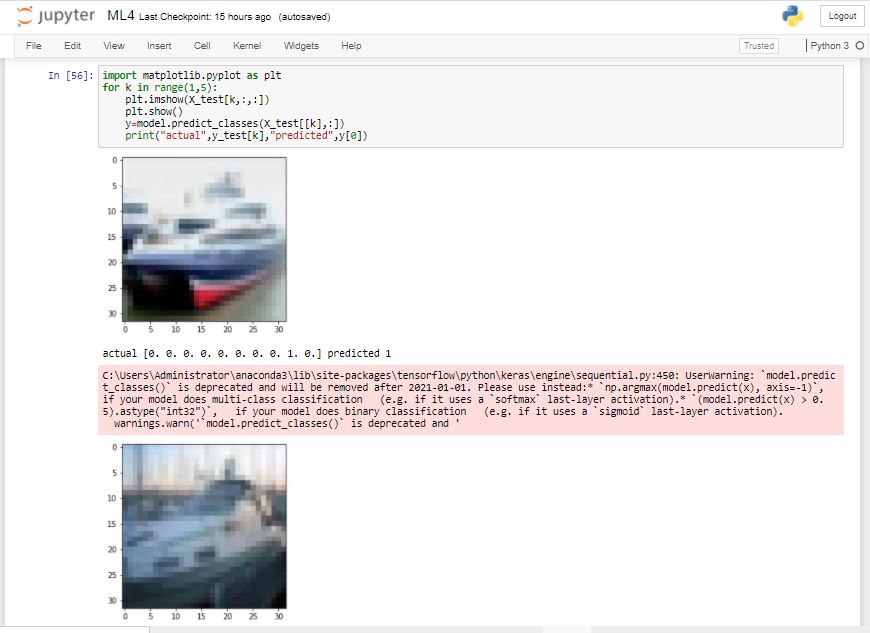 jupyter ML4 Last Checkpoint: 15 hours ago (autosaved) Logout
File Edit View Insert Cell Kernel Widgets Help Trusted Python 3
In [56]: import matplotlib.pyplot as plt
for k in range(1,5):
plt.imshow(X_test[k,:,:])
plt.show()
y=model.predict_classes(X_test[[k],:])
print("actual",y_test[k],"predicted",y[0])
0
5
10
15
20
25
30
0 5 10 15 20 25 30
actual [0. 0. 0. 0. 0. 0. 0. 0. 1. 0.] predicted 1
C:\Users\Administrator\anaconda3\lib\site-packages\tensorflow\python\keras\engine\sequential.py:450: UserWarning: `model.predic
t_classes()` is deprecated and will be removed after 2021-01-01. Please use instead:* `np.argmax(model.predict(x), axis=-1)`,
if your model does multi-class classification (e.g. if it uses a `softmax` last-layer activation).* `(model.predict(x) > 0.
5).astype("int32")`, if your model does binary classification (e.g. if it uses a `sigmoid` last-layer activation).
warnings.warn('`model.predict_classes()` is deprecated and '
0
5
10
15
20
25
30
0 5 10 15 20 25 30